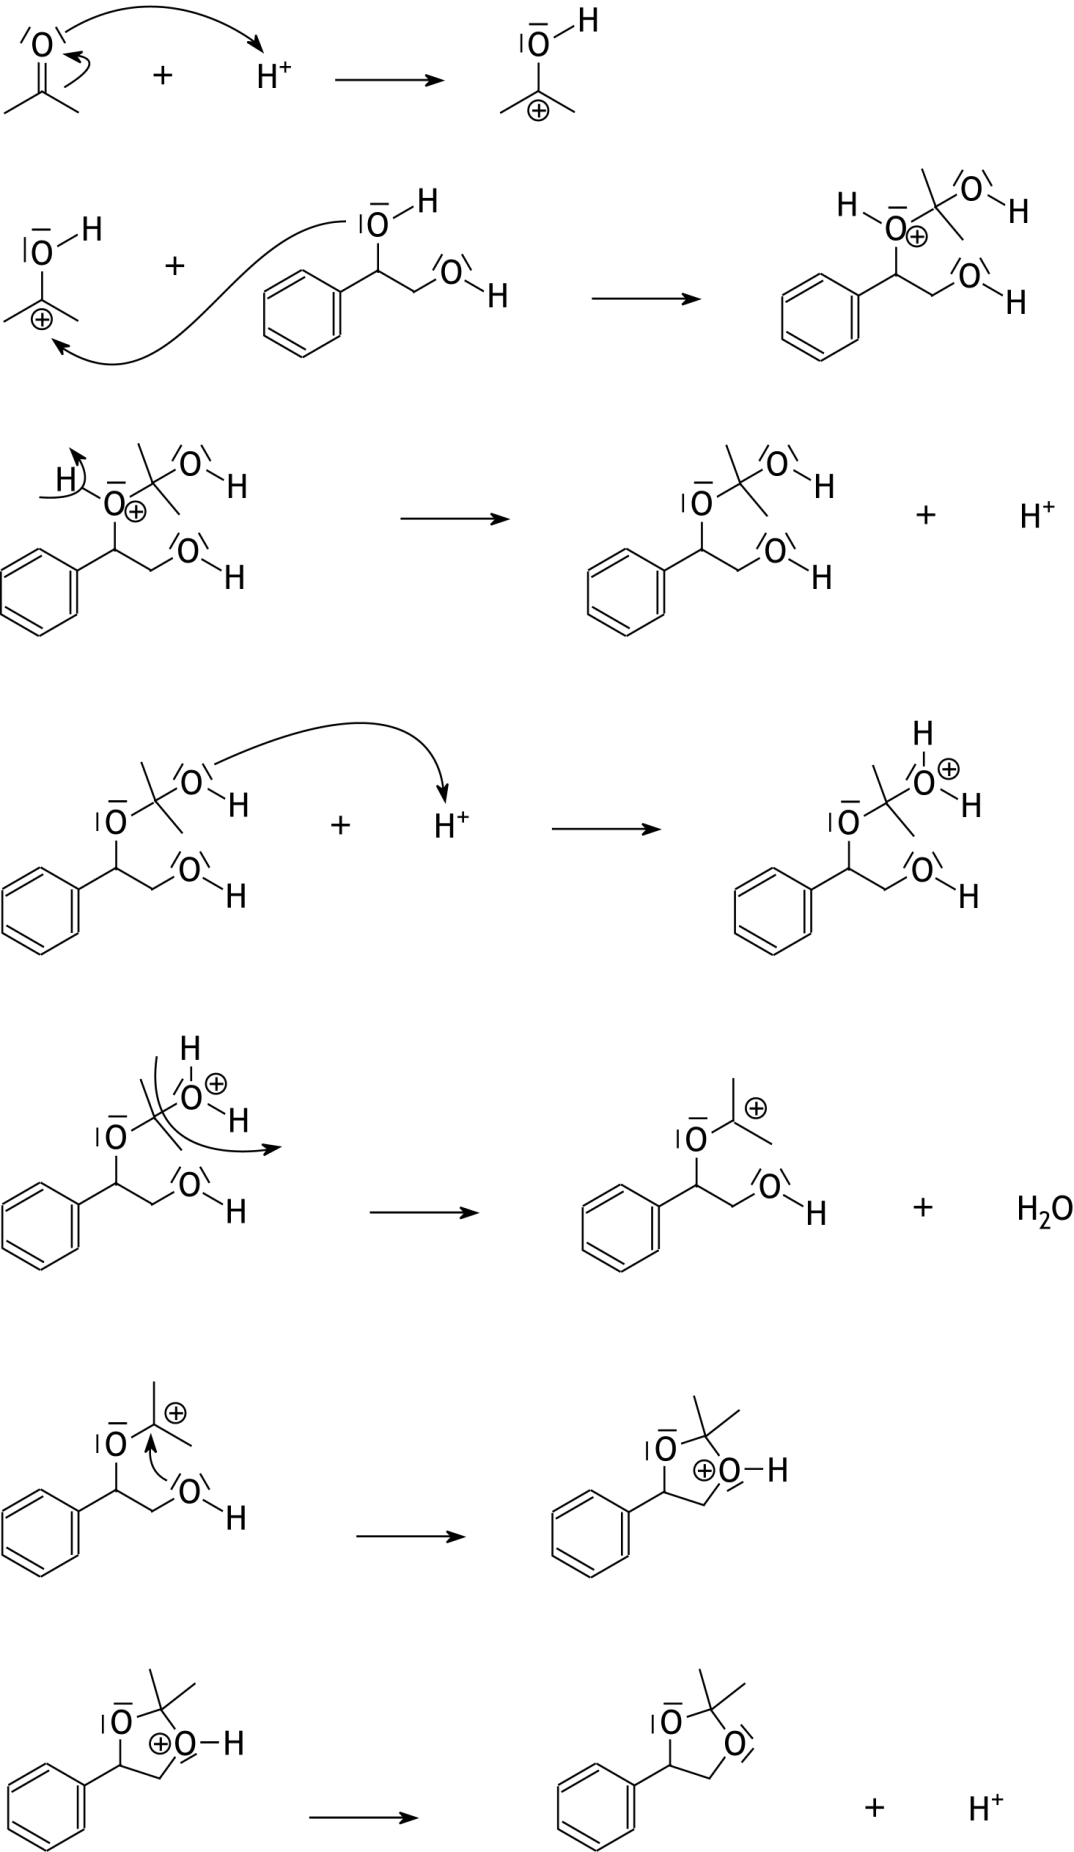 O + H⁺ O H ⊕
O H ⊕ + O H O H H O ⊕ O H O H
H O ⊕ O H O H O O H O H + H⁺
O O H O H + H⁺ O H O ⊕ H O H
O H O ⊕ H O H O ⊕ O H + H₂O
O ⊕ O H O ⊕ O H
O ⊕ O H O O + H⁺